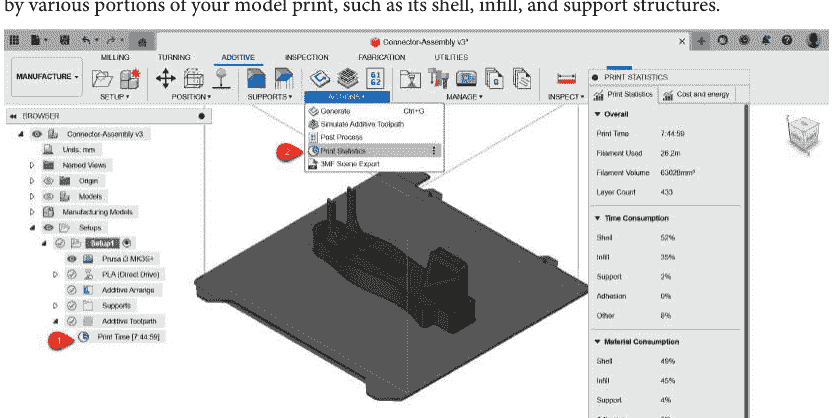 by various portions of your model print, such as its shell, infill, and support structures.
Connector-Assembly v3*
MILLING TURNING ADDITIVE INSPECTION FABRICATION UTILITIES
MANUFACTURE
G1
G2
SETUP POSITION SUPPORTS ACTIONS MANAGE INSPECT
BROWSER
Connector-Assembly v3
Units: mm
Named Views
Origin
Models
Manufacturing Models
Setups
Setup1
Prusa i3 MK3S+
PLA (Direct Drive)
Additive Arrange
Supports
Additive Toolpath
1 Print Time [7:44:59]
Generate Ctrl+G
Simulate Additive Toolpath
Post Process
2 Print Statistics
3MF Scene Export
PRINT STATISTICS
Print Statistics Cost and energy
Overall
Print Time 7:44:59
Filament Used 26.2m
Filament Volume 63028mm³
Layer Count 433
Time Consumption
Shell 52%
Infill 35%
Support 2%
Adhesion 0%
Other 8%
Material Consumption
Shell 49%
Infill 45%
Support 4%